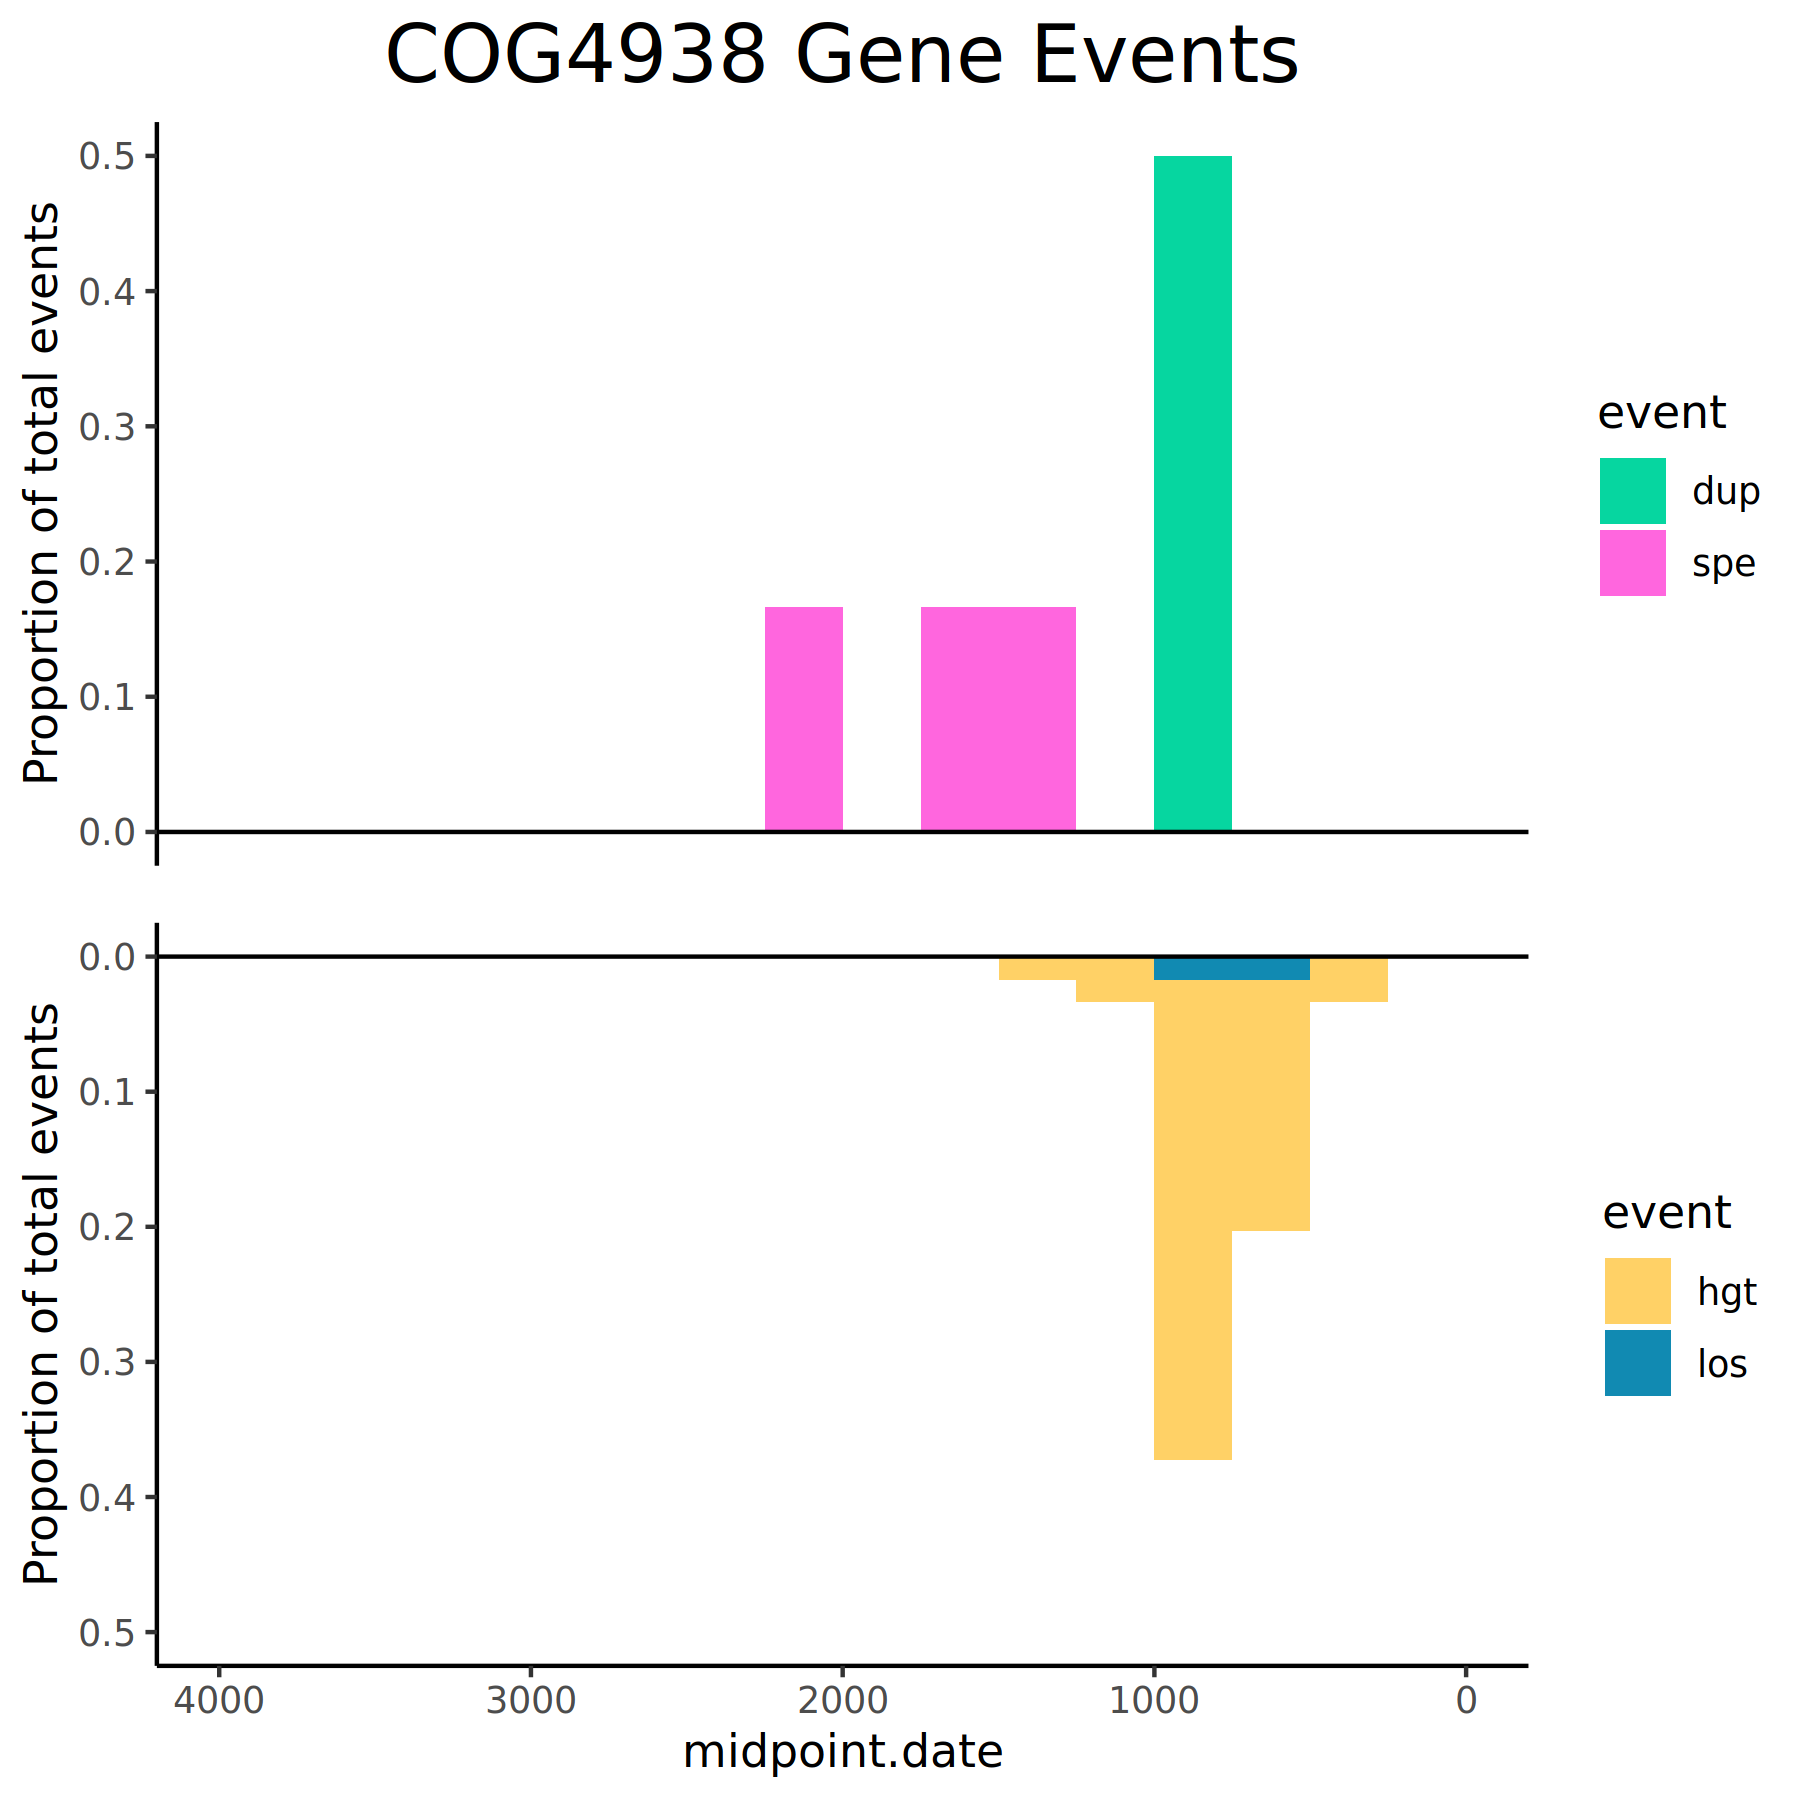 COG4938 Gene Events
Proportion of total events
0.5
0.4
0.3
0.2
0.1
0.0
event
dup
spe
Proportion of total events
0.0
0.1
0.2
0.3
0.4
0.5
event
hgt
los
4000 3000 2000 1000 0
midpoint.date